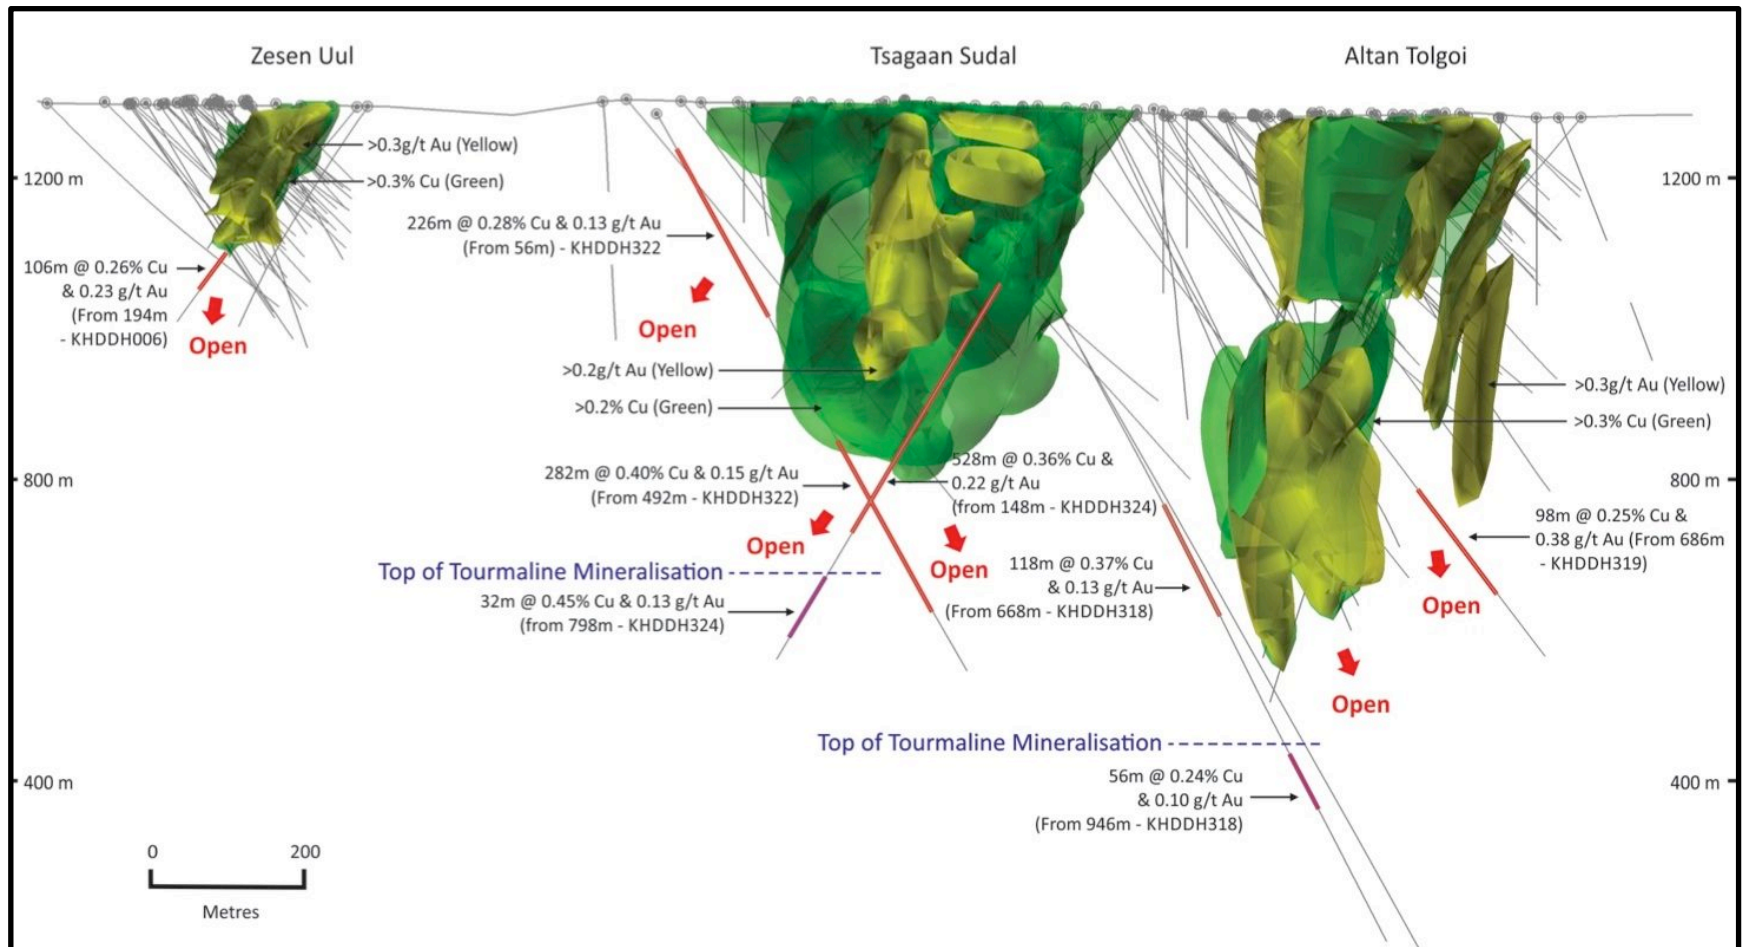 Zesen Uul
Tsagaan Sudal
Altan Tolgoi
>0.3g/t Au (Yellow)
>0.3% Cu (Green)
1200 m
1200 m
226m @ 0.28% Cu & 0.13 g/t Au
(From 56m) - KHDDH322
106m @ 0.26% Cu
& 0.23 g/t Au
(From 194m
- KHDDH006)
Open
Open
>0.2g/t Au (Yellow)
>0.2% Cu (Green)
>0.3g/t Au (Yellow)
>0.3% Cu (Green)
800 m
800 m
282m @ 0.40% Cu & 0.15 g/t Au
(From 492m - KHDDH322)
528m @ 0.36% Cu &
0.22 g/t Au
(from 148m - KHDDH324)
98m @ 0.25% Cu &
0.38 g/t Au (From 686m
- KHDDH319)
Open
Open
Open
Top of Tourmaline Mineralisation
32m @ 0.45% Cu & 0.13 g/t Au
(from 798m - KHDDH324)
118m @ 0.37% Cu
& 0.13 g/t Au
(From 668m - KHDDH318)
Open
Top of Tourmaline Mineralisation
56m @ 0.24% Cu
& 0.10 g/t Au
(From 946m - KHDDH318)
400 m
400 m
0 200
Metres